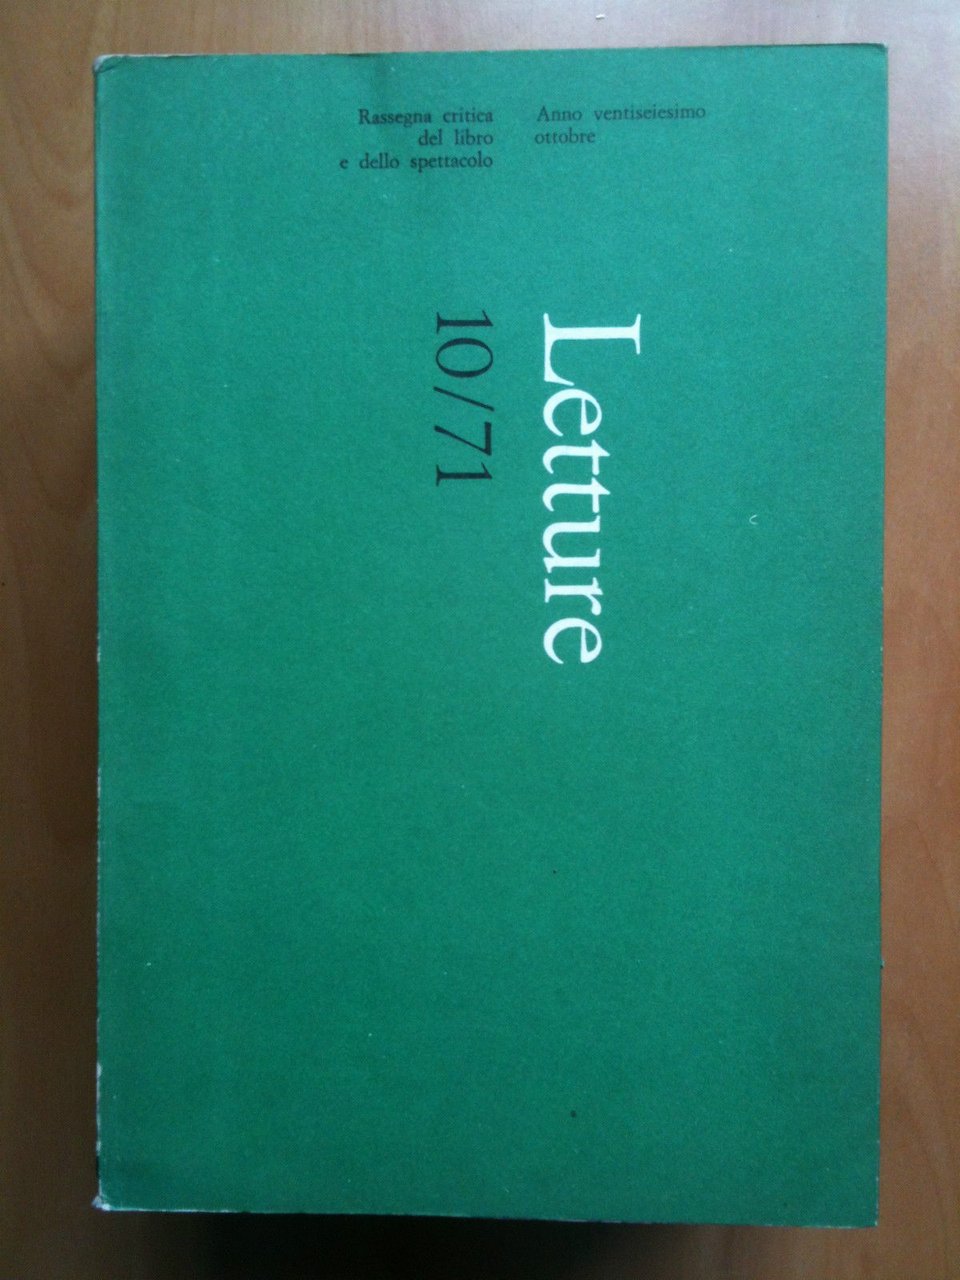 Rassegna critica
del libro
e dello spettacolo
Anno ventiseiesimo
ottobre
Letture
10/71